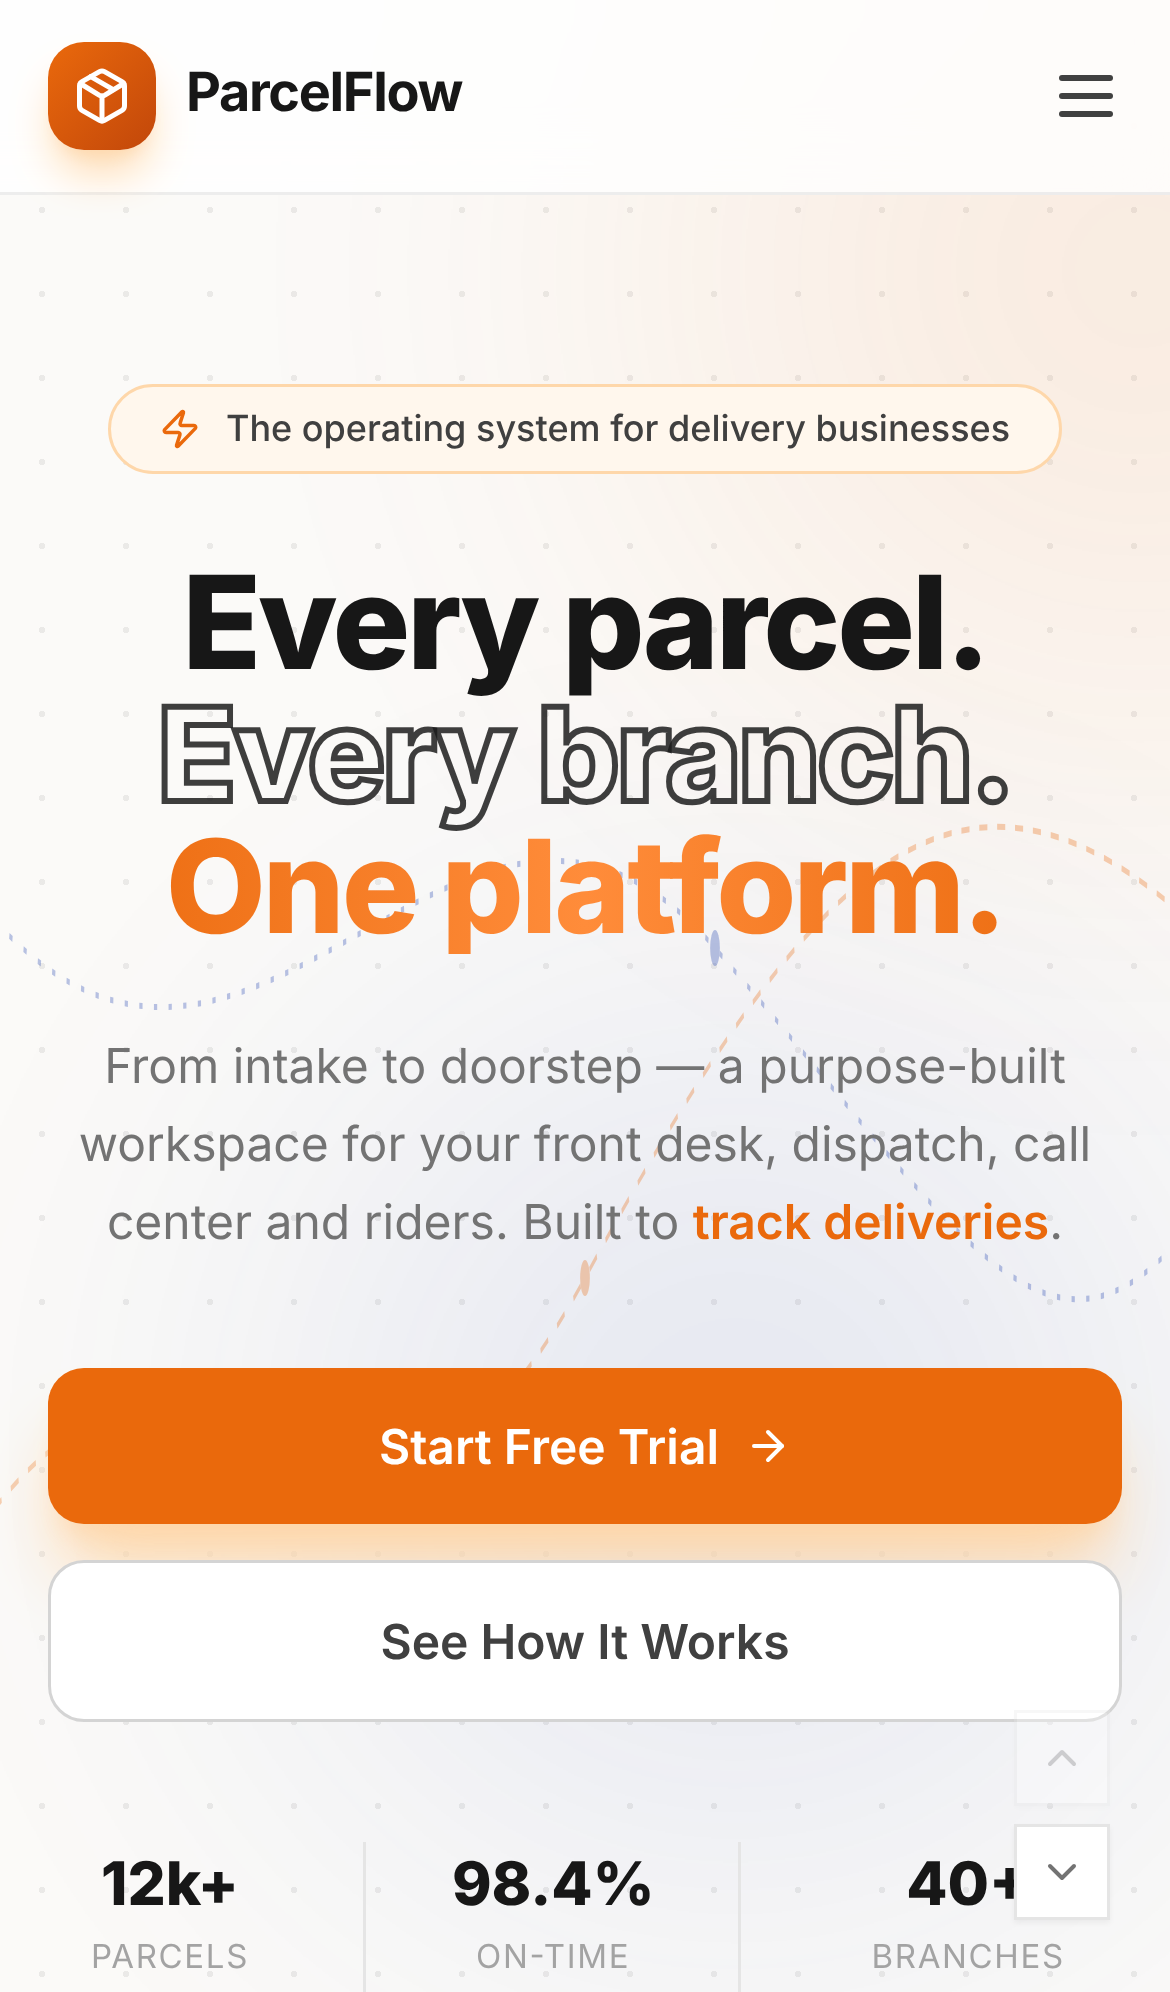 ParcelFlow
The operating system for delivery businesses
Every parcel.
Every branch.
One platform.
From intake to doorstep — a purpose-built
workspace for your front desk, dispatch, call
center and riders. Built to track deliveries.
Start Free Trial →
See How It Works
12k+ 98.4% 40+
PARCELS ON-TIME BRANCHES